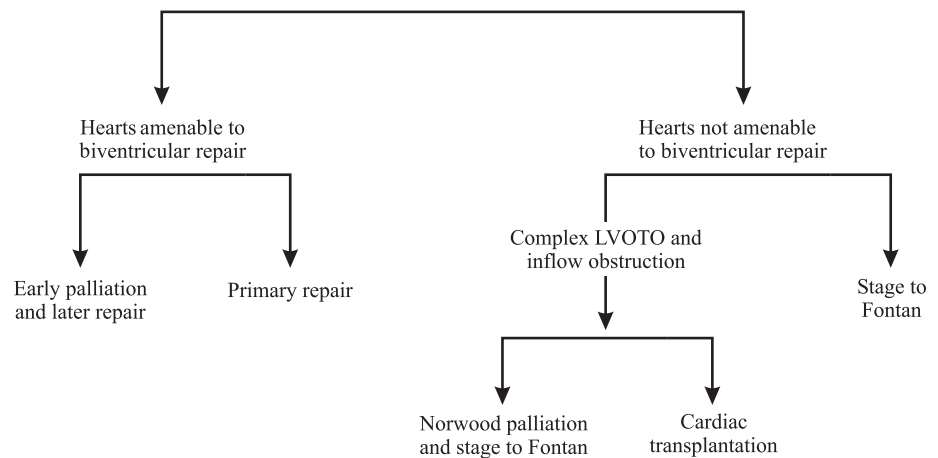 Hearts amenable to
biventricular repair
Hearts not amenable
to biventricular repair
Complex LVOTO and
inflow obstruction
Early palliation
and later repair
Primary repair
Stage to
Fontan
Norwood palliation
and stage to Fontan
Cardiac
transplantation